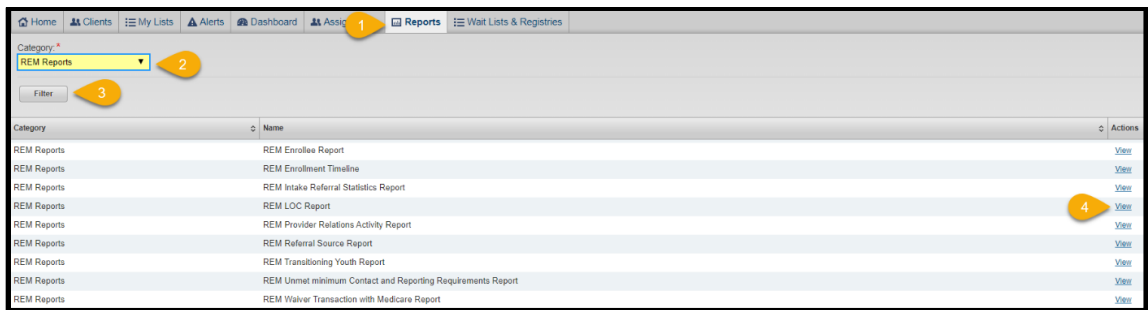 Home Clients My Lists Alerts Dashboard Assig 1 Reports Wait Lists & Registries
Category:*
REM Reports 2
Filter 3
Category Name Actions
REM Reports REM Enrollee Report View
REM Reports REM Enrollment Timeline View
REM Reports REM Intake Referral Statistics Report View
REM Reports REM LOC Report 4 View
REM Reports REM Provider Relations Activity Report View
REM Reports REM Referral Source Report View
REM Reports REM Transitioning Youth Report View
REM Reports REM Unmet minimum Contact and Reporting Requirements Report View
REM Reports REM Waiver Transaction with Medicare Report View